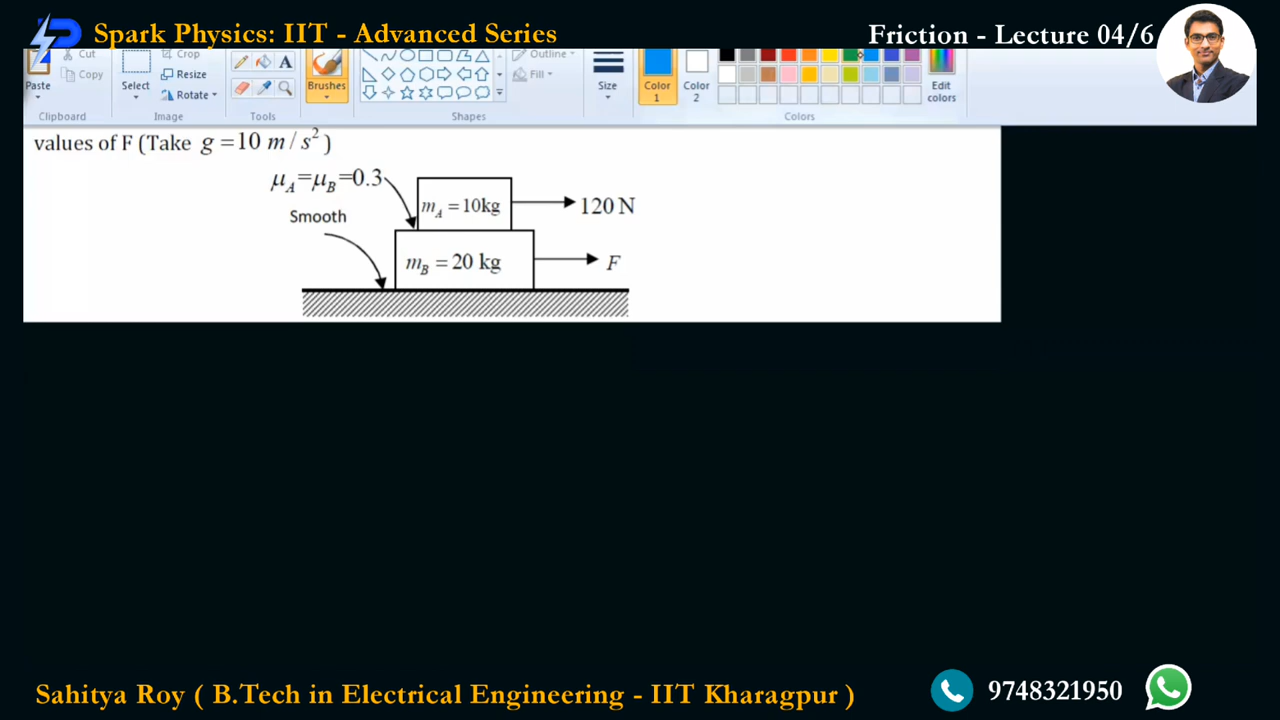 Spark Physics: IIT - Advanced Series
Friction - Lecture 04/6
Cut
Copy
Paste
Clipboard
Crop
Resize
Rotate
Select
Image
A
Tools
Brushes
Outline
Fill
Shapes
Size
Color 1
Color 2
Edit colors
Colors
values of F (Take g = 10 m / s²)
μA=μB=0.3
Smooth
mA = 10kg
120 N
mB = 20 kg
F
Sahitya Roy ( B.Tech in Electrical Engineering - IIT Kharagpur )
9748321950